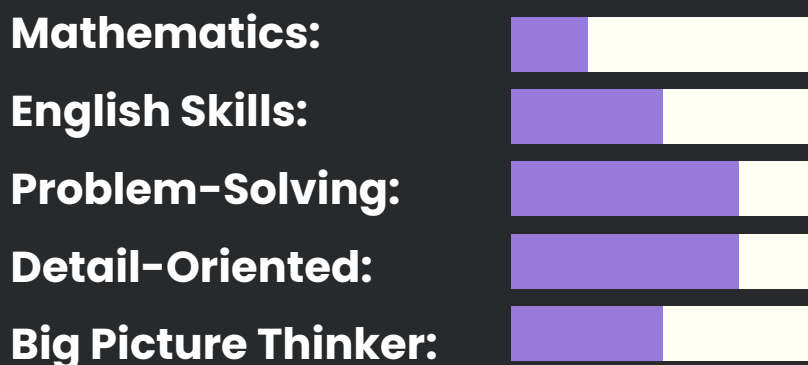 Mathematics:
English Skills:
Problem-Solving:
Detail-Oriented:
Big Picture Thinker: